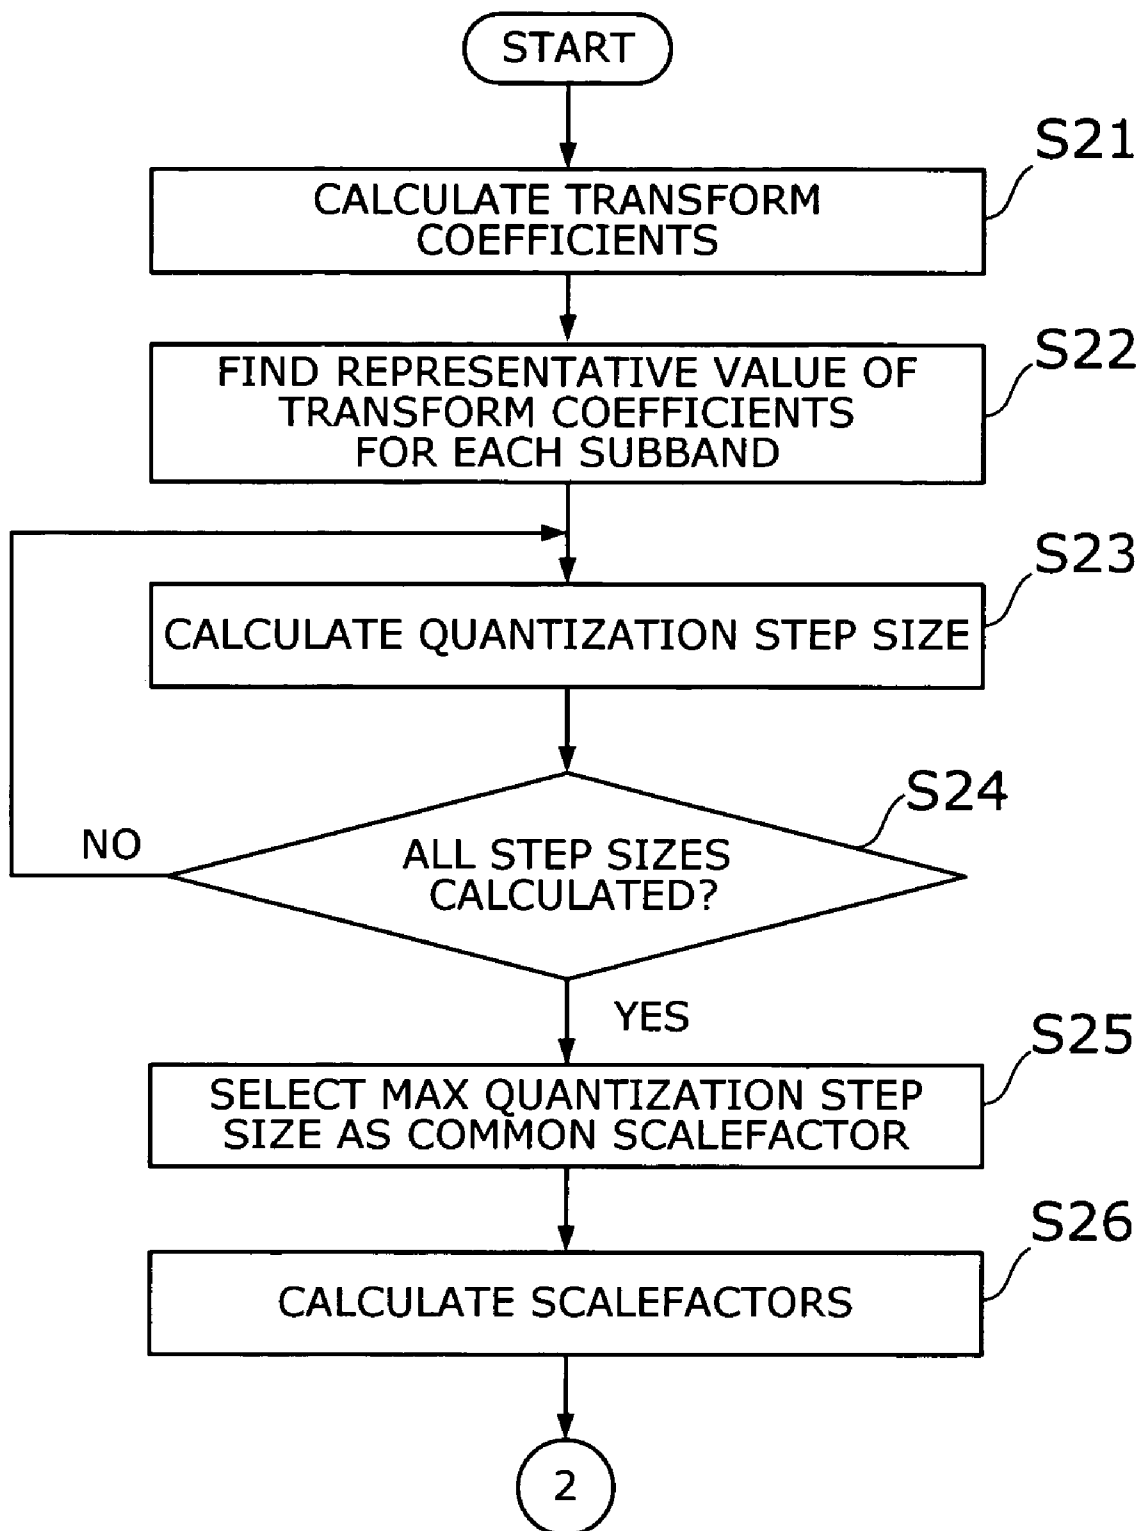 START
S21
CALCULATE TRANSFORM
COEFFICIENTS
S22
FIND REPRESENTATIVE VALUE OF
TRANSFORM COEFFICIENTS
FOR EACH SUBBAND
S23
CALCULATE QUANTIZATION STEP SIZE
S24
NO
ALL STEP SIZES
CALCULATED?
YES
S25
SELECT MAX QUANTIZATION STEP
SIZE AS COMMON SCALEFACTOR
S26
CALCULATE SCALEFACTORS
2